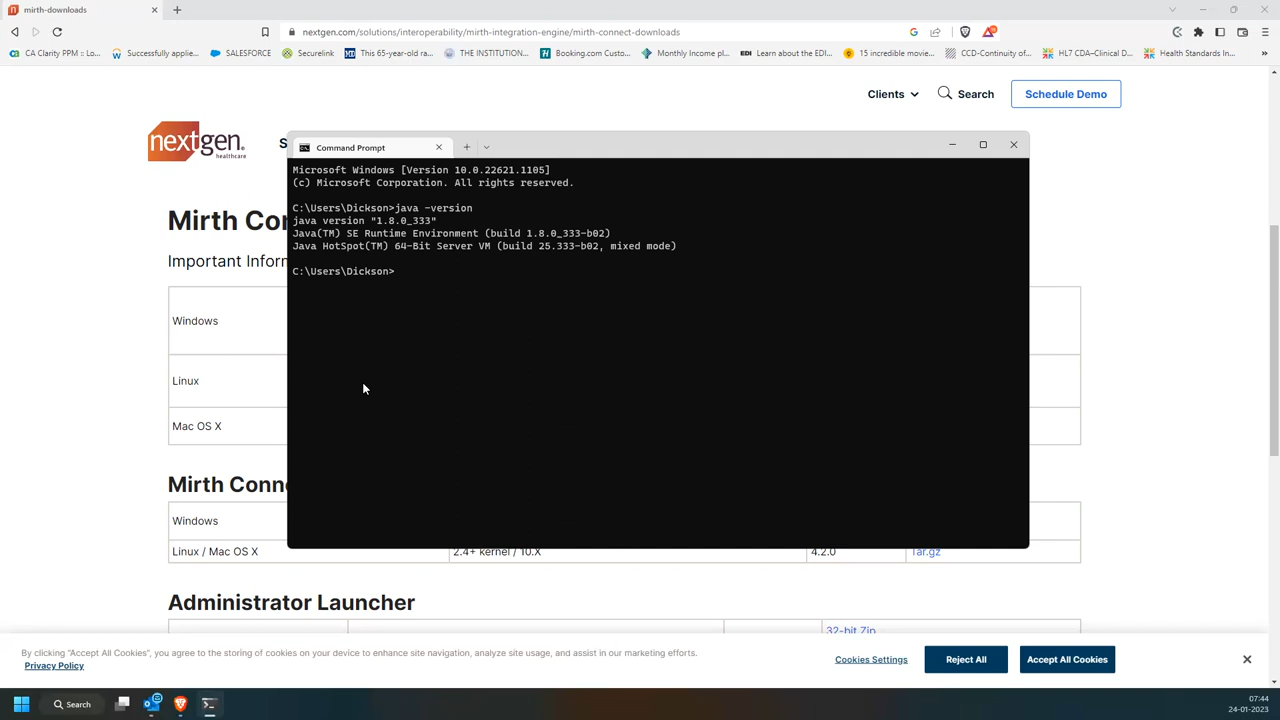 mirth-downloads
nextgen.com/solutions/interoperability/mirth-integration-engine/mirth-connect-downloads
CA Clarity PPM :: Lo...
Successfully applie...
SALESFORCE
Securelink
This 65-year-old ra...
THE INSTITUTION...
Booking.com Custo...
Monthly Income pl...
EDI
Learn about the EDI...
15 incredible movie...
CCD-Continuity of...
HL7 CDA–Clinical D...
Health Standards In...
Clients
Search
Schedule Demo
nextgen
healthcare
S
Command Prompt
Microsoft Windows [Version 10.0.22621.1105]
(c) Microsoft Corporation. All rights reserved.
C:\Users\Dickson>java -version
java version "1.8.0_333"
Java(TM) SE Runtime Environment (build 1.8.0_333-b02)
Java HotSpot(TM) 64-Bit Server VM (build 25.333-b02, mixed mode)
C:\Users\Dickson>
Mirth Co
Important Inforr
Windows
Linux
Mac OS X
Mirth Conn
Windows
Linux / Mac OS X
2.4+ kernel / 10.X
4.2.0
Tar.gz
Administrator Launcher
32-bit Zip
By clicking "Accept All Cookies", you agree to the storing of cookies on your device to enhance site navigation, analyze site usage, and assist in our marketing efforts.
Privacy Policy
Cookies Settings
Reject All
Accept All Cookies
Search
07:44
24-01-2023